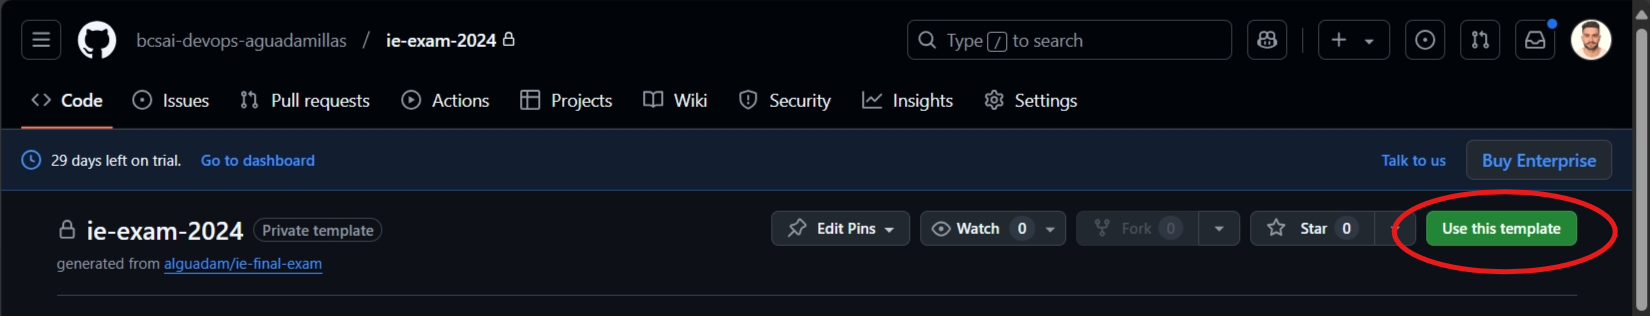 bcsai-devops-aguadamillas / ie-exam-2024 Type / to search
Code Issues Pull requests Actions Projects Wiki Security Insights Settings
29 days left on trial. Go to dashboard Talk to us Buy Enterprise
ie-exam-2024 Private template Edit Pins Watch 0 Fork 0 Star 0 Use this template
generated from alguadam/ie-final-exam